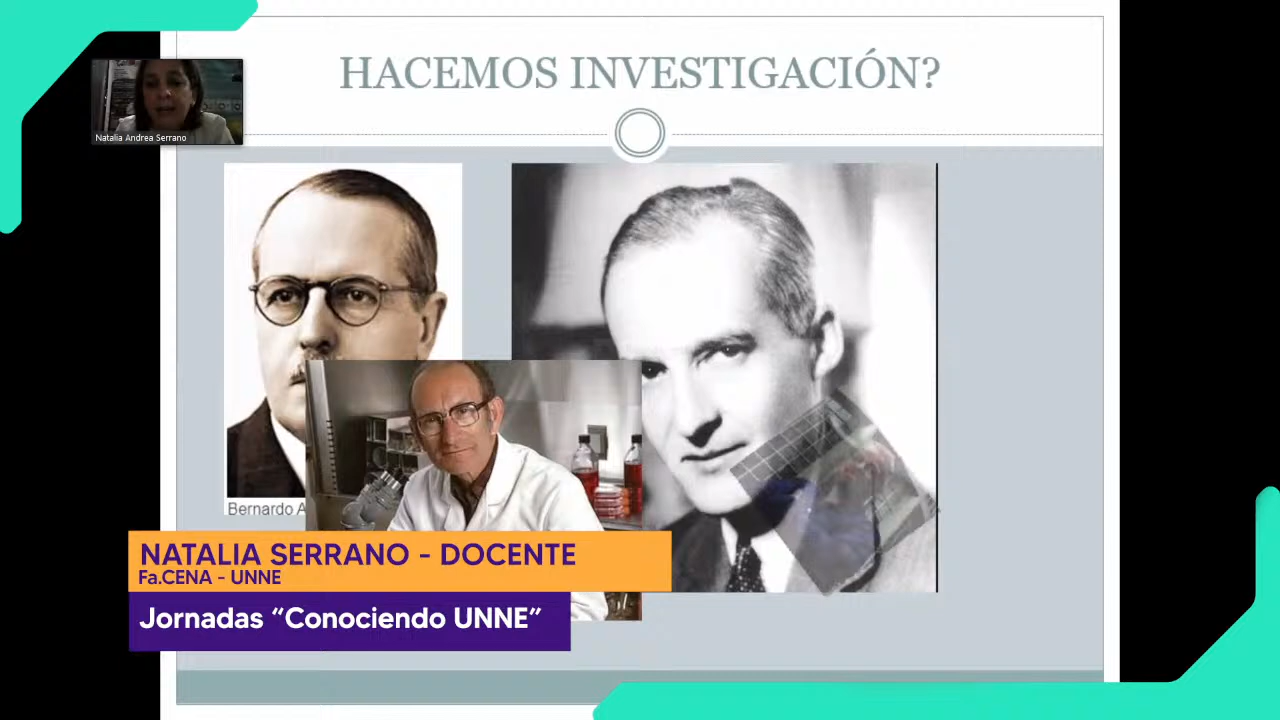 HACEMOS INVESTIGACIÓN?
Natalia Andrea Serrano
Bernardo A
NATALIA SERRANO - DOCENTE
Fa.CENA - UNNE
Jornadas “Conociendo UNNE”